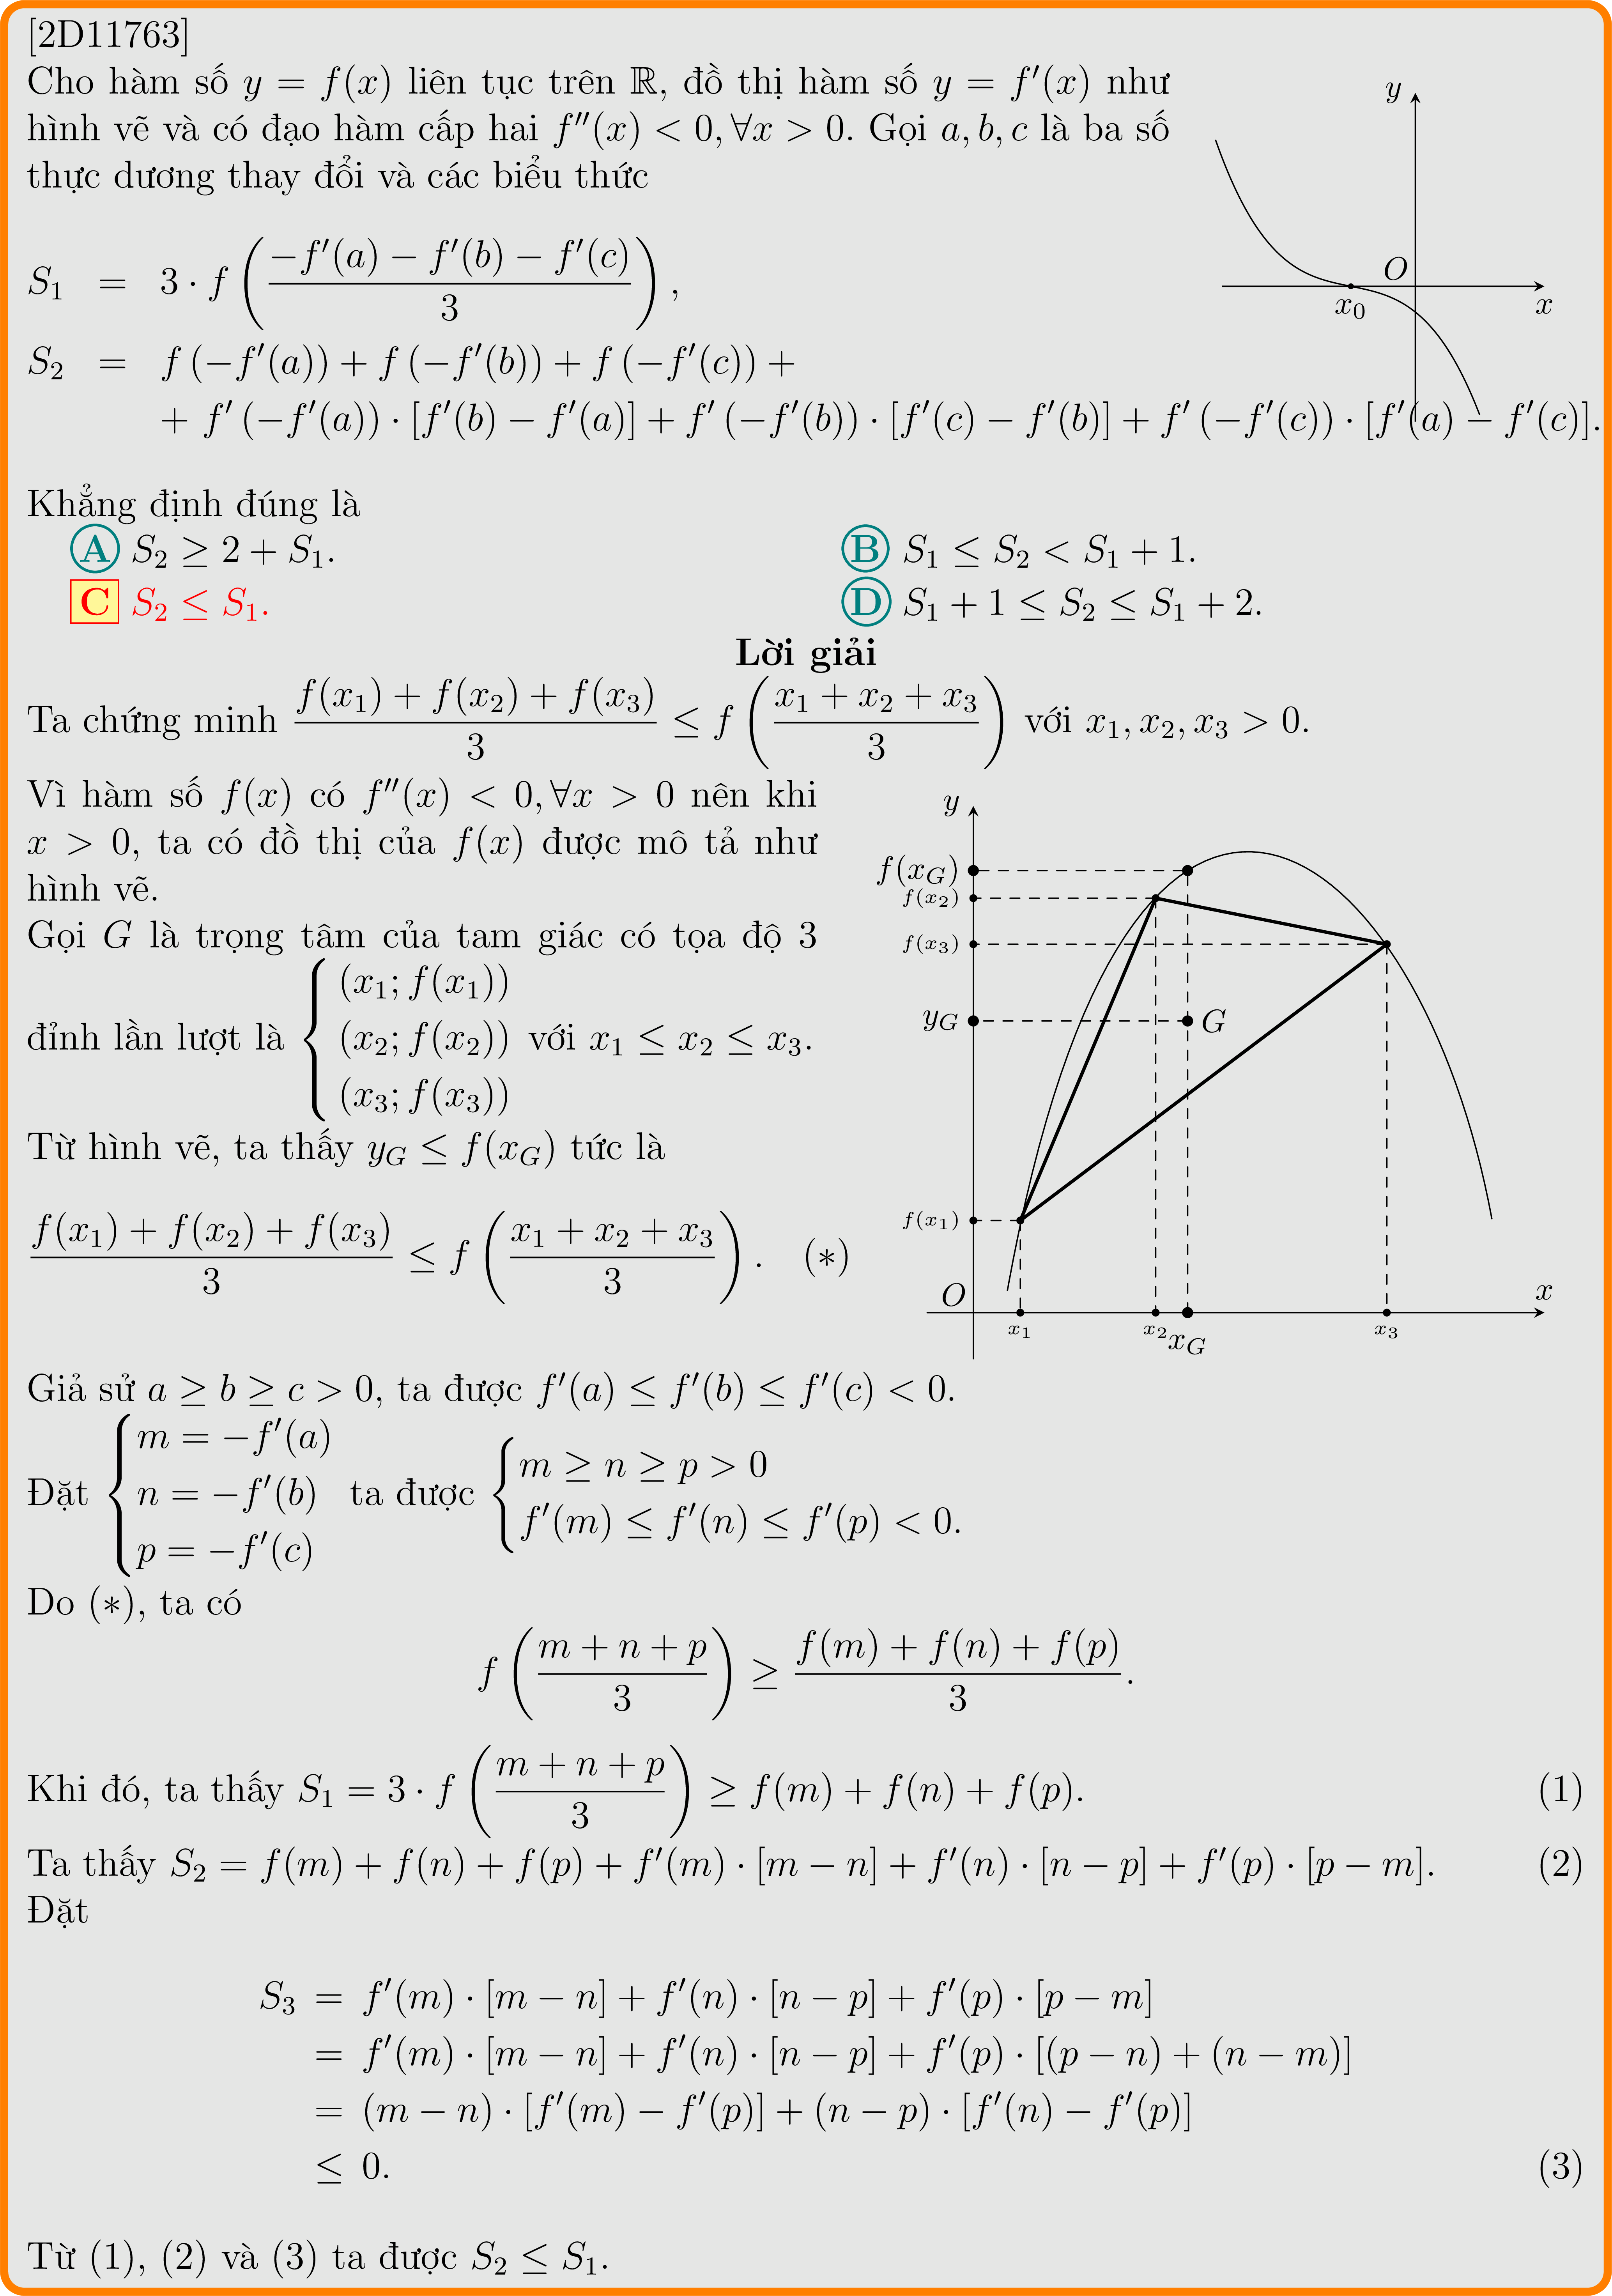 [2D11763]
Cho hàm số $y = f(x)$ liên tục trên $\mathbb{R}$, đồ thị hàm số $y = f'(x)$ như
hình vẽ và có đạo hàm cấp hai $f''(x) < 0, \forall x > 0$. Gọi $a, b, c$ là ba số
thực dương thay đổi và các biểu thức
$S_1 = 3 \cdot f\left(\dfrac{-f'(a) - f'(b) - f'(c)}{3}\right),$
$S_2 = f(-f'(a)) + f(-f'(b)) + f(-f'(c)) +$
$+ f'(-f'(a)) \cdot [f'(b) - f'(a)] + f'(-f'(b)) \cdot [f'(c) - f'(b)] + f'(-f'(c)) \cdot [f'(a) - f'(c)].$
y
O
x_0
x
Khẳng định đúng là
A $S_2 \geq 2 + S_1.$
B $S_1 \leq S_2 < S_1 + 1.$
C $S_2 \leq S_1.$
D $S_1 + 1 \leq S_2 \leq S_1 + 2.$
Lời giải
Ta chứng minh $\dfrac{f(x_1) + f(x_2) + f(x_3)}{3} \leq f\left(\dfrac{x_1 + x_2 + x_3}{3}\right)$ với $x_1, x_2, x_3 > 0.$
Vì hàm số $f(x)$ có $f''(x) < 0, \forall x > 0$ nên khi
$x > 0$, ta có đồ thị của $f(x)$ được mô tả như
hình vẽ.
Gọi $G$ là trọng tâm của tam giác có tọa độ 3
đỉnh lần lượt là $\begin{cases} (x_1; f(x_1)) \\ (x_2; f(x_2)) \\ (x_3; f(x_3)) \end{cases}$ với $x_1 \leq x_2 \leq x_3.$
Từ hình vẽ, ta thấy $y_G \leq f(x_G)$ tức là
$\dfrac{f(x_1) + f(x_2) + f(x_3)}{3} \leq f\left(\dfrac{x_1 + x_2 + x_3}{3}\right). \quad (*)$
y
f(x_G)
f(x_2)
f(x_3)
y_G
G
f(x_1)
O
x
x_1
x_2
x_G
x_3
Giả sử $a \geq b \geq c > 0$, ta được $f'(a) \leq f'(b) \leq f'(c) < 0.$
Đặt $\begin{cases} m = -f'(a) \\ n = -f'(b) \\ p = -f'(c) \end{cases}$ ta được $\begin{cases} m \geq n \geq p > 0 \\ f'(m) \leq f'(n) \leq f'(p) < 0. \end{cases}$
Do $(*)$, ta có
$f\left(\dfrac{m + n + p}{3}\right) \geq \dfrac{f(m) + f(n) + f(p)}{3}.$
Khi đó, ta thấy $S_1 = 3 \cdot f\left(\dfrac{m + n + p}{3}\right) \geq f(m) + f(n) + f(p).$ (1)
Ta thấy $S_2 = f(m) + f(n) + f(p) + f'(m) \cdot [m - n] + f'(n) \cdot [n - p] + f'(p) \cdot [p - m].$ (2)
Đặt
$S_3 = f'(m) \cdot [m - n] + f'(n) \cdot [n - p] + f'(p) \cdot [p - m]$
$= f'(m) \cdot [m - n] + f'(n) \cdot [n - p] + f'(p) \cdot [(p - n) + (n - m)]$
$= (m - n) \cdot [f'(m) - f'(p)] + (n - p) \cdot [f'(n) - f'(p)]$
$\leq 0.$ (3)
Từ (1), (2) và (3) ta được $S_2 \leq S_1.$